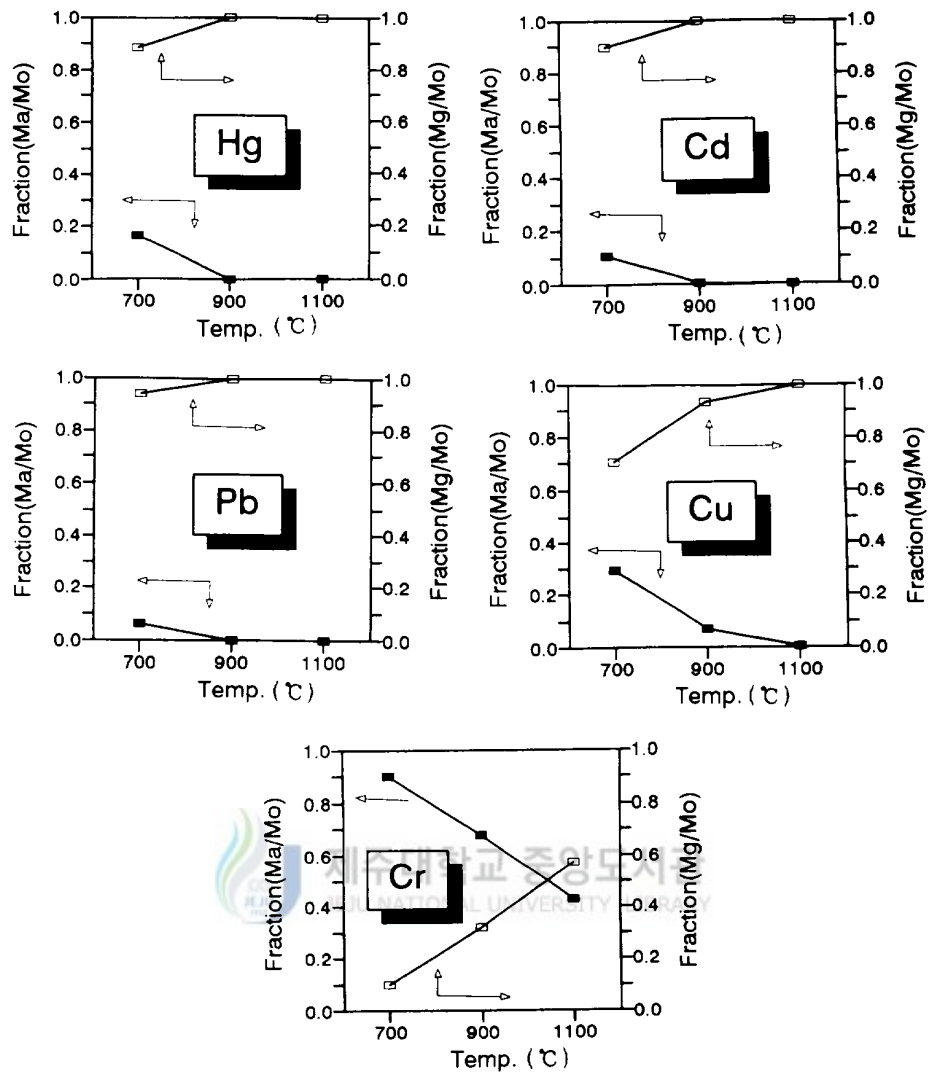 Hg
Fraction(Ma/Mo)
1.0
0.8
0.6
0.4
0.2
0.0
Fraction(Mg/Mo)
1.0
0.8
0.6
0.4
0.2
0.0
700 900 1100
Temp. (℃)
Cd
Fraction(Ma/Mo)
1.0
0.8
0.6
0.4
0.2
0.0
Fraction(Mg/Mo)
1.0
0.8
0.6
0.4
0.2
0.0
700 900 1100
Temp. (℃)
Pb
Fraction(Ma/Mo)
1.0
0.8
0.6
0.4
0.2
0.0
Fraction(Mg/Mo)
1.0
0.8
0.6
0.4
0.2
0.0
700 900 1100
Temp. (℃)
Cu
Fraction(Ma/Mo)
1.0
0.8
0.6
0.4
0.2
0.0
Fraction(Mg/Mo)
1.0
0.8
0.6
0.4
0.2
0.0
700 900 1100
Temp. (℃)
Cr
Fraction(Ma/Mo)
1.0
0.8
0.6
0.4
0.2
0.0
Fraction(Mg/Mo)
1.0
0.8
0.6
0.4
0.2
0.0
700 900 1100
Temp. (℃)
제주대학교 중앙도서관
JEJU NATIONAL UNIVERSITY LIBRARY